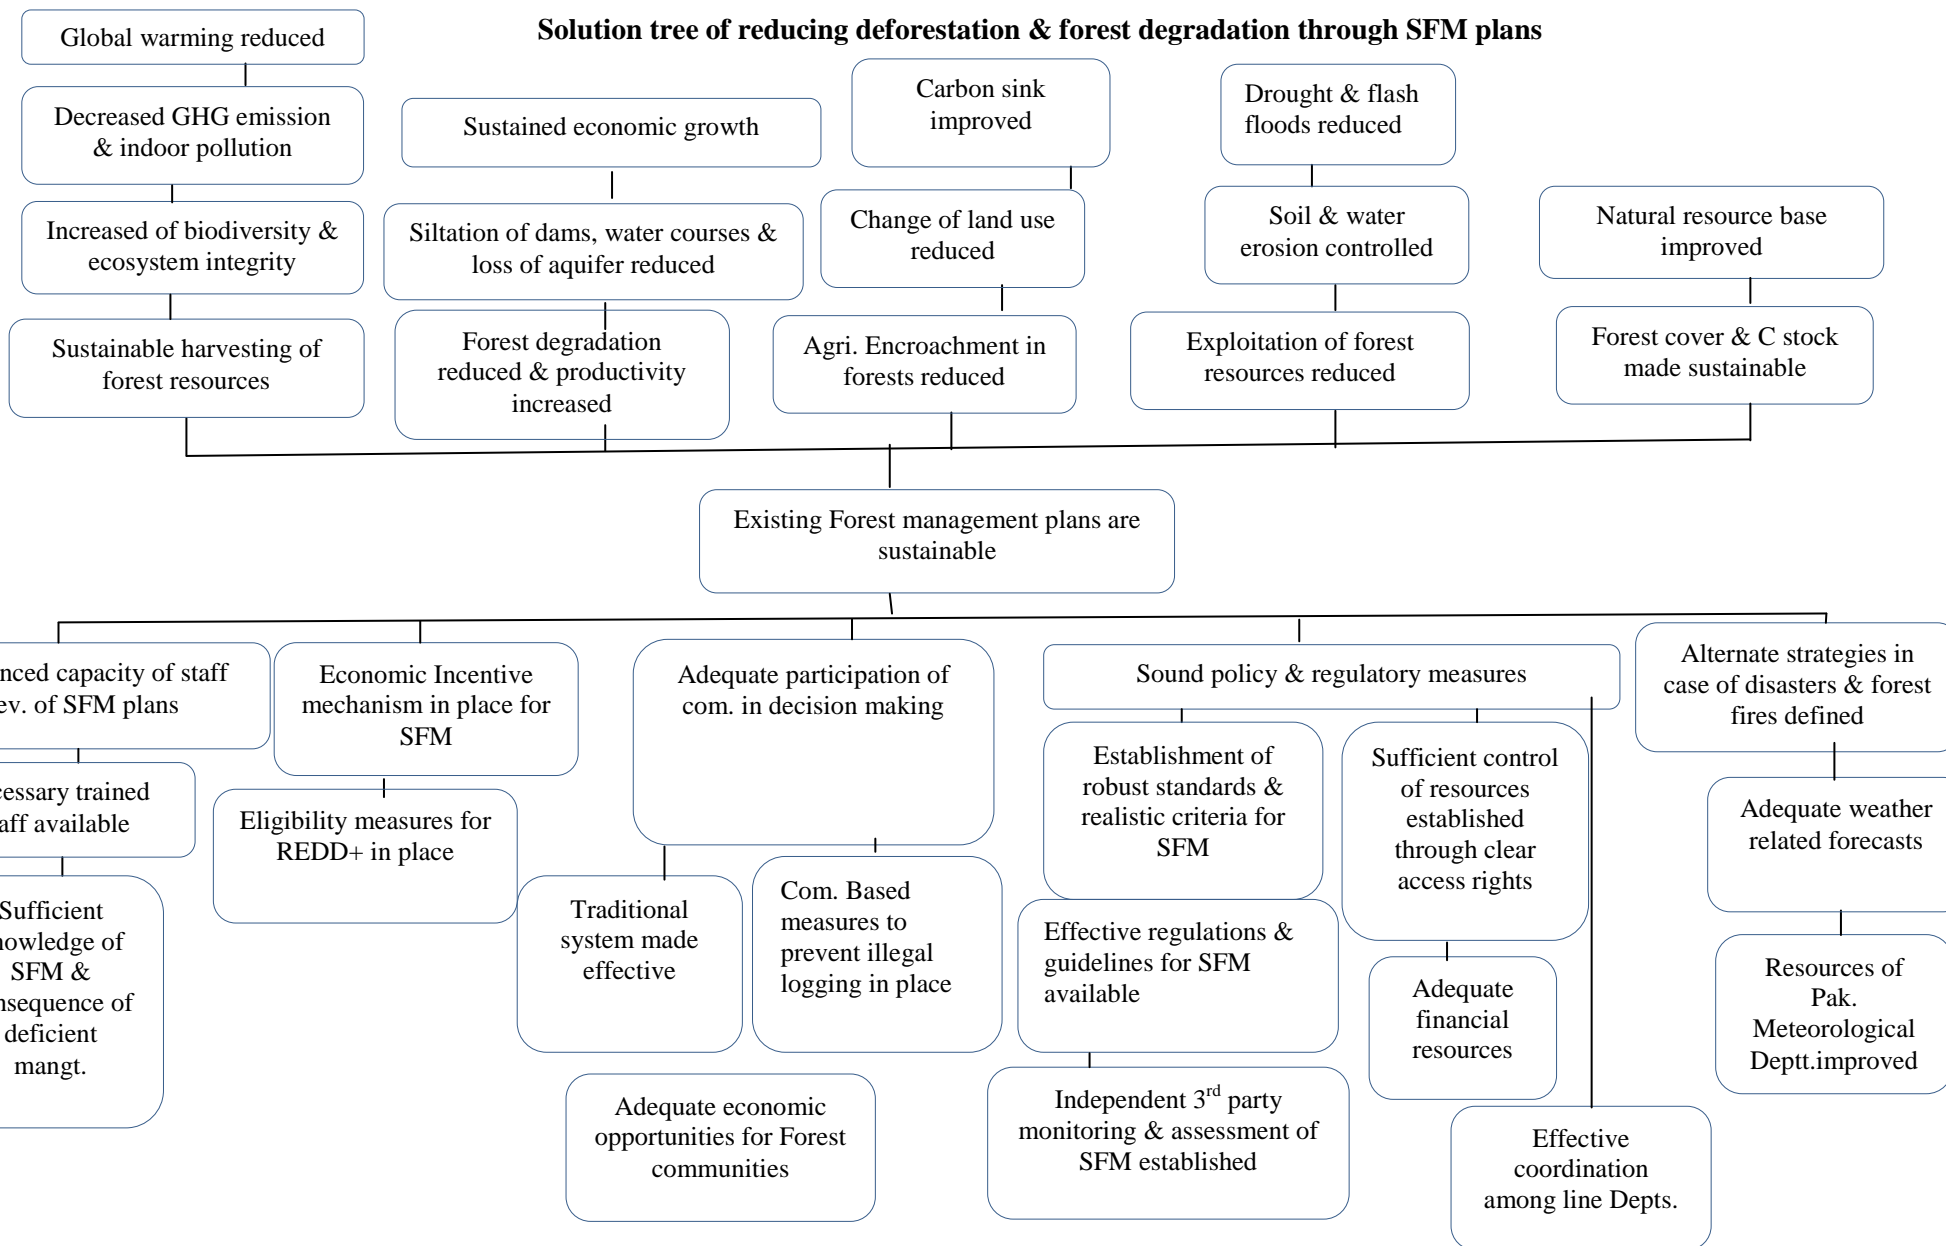 Solution tree of reducing deforestation & forest degradation through SFM plans
Global warming reduced
Decreased GHG emission
& indoor pollution
Increased of biodiversity &
ecosystem integrity
Sustainable harvesting of
forest resources
Sustained economic growth
Siltation of dams, water courses &
loss of aquifer reduced
Forest degradation
reduced & productivity
increased
Carbon sink
improved
Change of land use
reduced
Agri. Encroachment in
forests reduced
Drought & flash
floods reduced
Soil & water
erosion controlled
Exploitation of forest
resources reduced
Natural resource base
improved
Forest cover & C stock
made sustainable
Existing Forest management plans are
sustainable
nced capacity of staff
ev. of SFM plans
cessary trained
aff available
Sufficient
nowledge of
SFM &
nsequence of
deficient
mangt.
Economic Incentive
mechanism in place for
SFM
Eligibility measures for
REDD+ in place
Adequate participation of
com. in decision making
Traditional
system made
effective
Com. Based
measures to
prevent illegal
logging in place
Adequate economic
opportunities for Forest
communities
Sound policy & regulatory measures
Establishment of
robust standards &
realistic criteria for
SFM
Effective regulations &
guidelines for SFM
available
Independent 3rd party
monitoring & assessment of
SFM established
Sufficient control
of resources
established
through clear
access rights
Adequate
financial
resources
Effective
coordination
among line Depts.
Alternate strategies in
case of disasters & forest
fires defined
Adequate weather
related forecasts
Resources of
Pak.
Meteorological
Deptt.improved